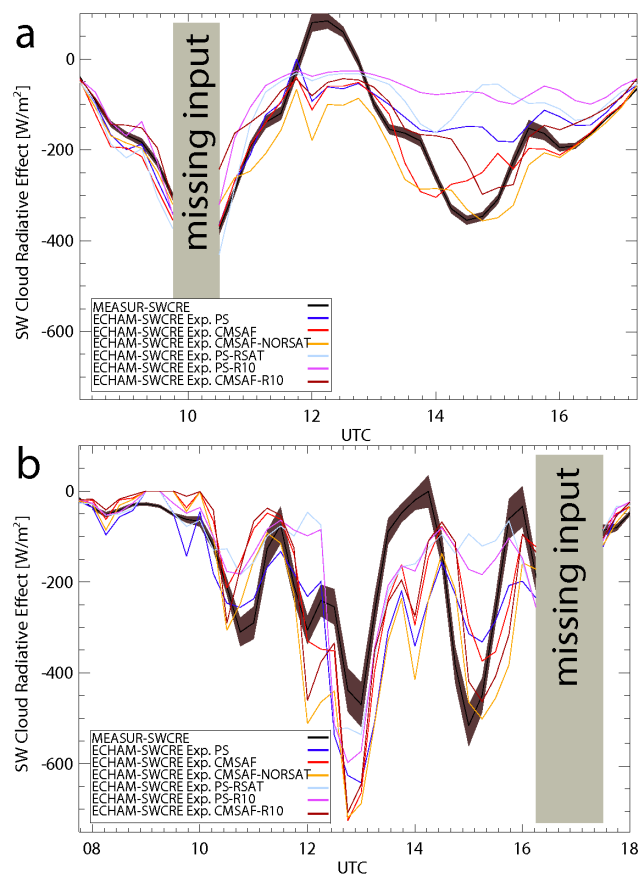 a
0
-200
-400
-600
SW Cloud Radiative Effect [W/m²]
missing input
MEASUR-SWCRE
ECHAM-SWCRE Exp. PS
ECHAM-SWCRE Exp. CMSAF
ECHAM-SWCRE Exp. CMSAF-NORSAT
ECHAM-SWCRE Exp. PS-RSAT
ECHAM-SWCRE Exp. PS-R10
ECHAM-SWCRE Exp. CMSAF-R10
10 12 14 16
UTC
b
0
-200
-400
-600
SW Cloud Radiative Effect [W/m²]
missing input
MEASUR-SWCRE
ECHAM-SWCRE Exp. PS
ECHAM-SWCRE Exp. CMSAF
ECHAM-SWCRE Exp. CMSAF-NORSAT
ECHAM-SWCRE Exp. PS-RSAT
ECHAM-SWCRE Exp. PS-R10
ECHAM-SWCRE Exp. CMSAF-R10
08 10 12 14 16 18
UTC